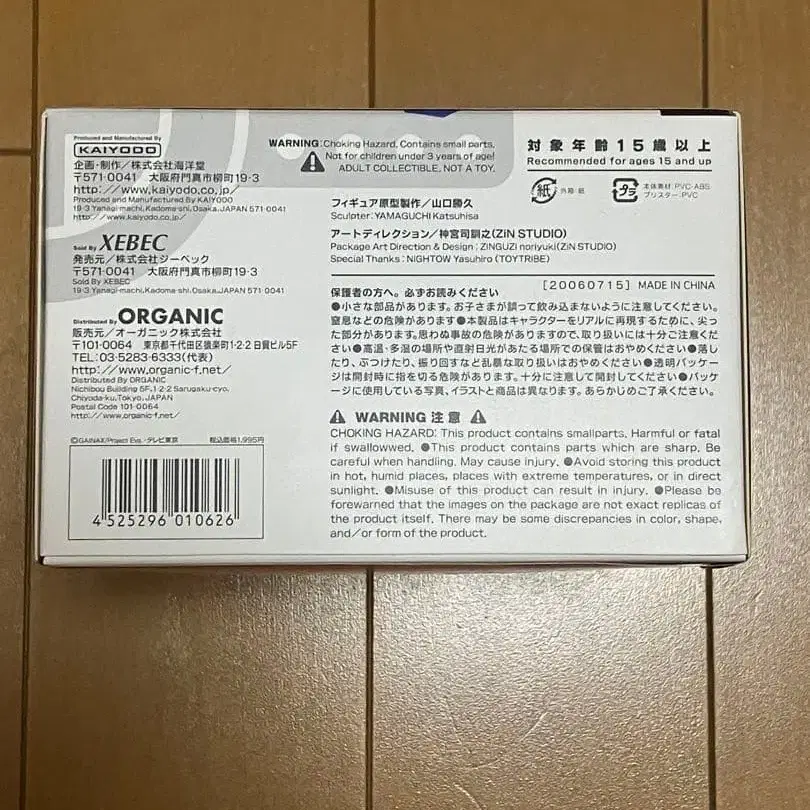 Produced and Manufactured By
KAIYODO
企画・制作/株式会社海洋堂
〒571-0041 大阪府門真市柳町19-3
http://www.kaiyodo.co.jp/
Produced and Manufactured By KAIYODO
19-3 Yanagi-machi, Kadoma-shi, Osaka, JAPAN 571-0041
Sold By XEBEC
発売元/株式会社ジーベック
〒571-0041 大阪府門真市柳町19-3
Sold By XEBEC
19-3 Yanagi-machi, Kadoma-shi, Osaka, JAPAN 571-0041
Distributed By ORGANIC
販売元/オーガニック株式会社
〒101-0064 東京都千代田区猿楽町1-2-2 日貿ビル5F
TEL:03-5283-6333(代表)
http://www.organic-f.net/
Distributed By ORGANIC
Nichibou Building 5F, 1-2-2 Sarugaku-cyo,
Chiyoda-ku, Tokyo, JAPAN
Postal Code 101-0064
http://www.organic-f.net/
©GAINAX/Project Eva.・テレビ東京 税込価格1,995円
4 525296 010626
WARNING:Choking Hazard. Contains small parts.
Not for children under 3 years of age!
ADULT COLLECTIBLE, NOT A TOY.
対象年齢15歳以上
Recommended for ages 15 and up
紙 外箱:紙
プラ 本体素材:PVC・ABS
ブリスター:PVC
フィギュア原型製作/山口勝久
Sculpter:YAMAGUCHI Katsuhisa
アートディレクション/神宮司訓之(ZiN STUDIO)
Package Art Direction & Design : ZiNGUZi noriyuki(ZiN STUDIO)
Special Thanks : NiGHTOW Yasuhiro (TOYTRIBE)
[20060715] MADE IN CHINA
保護者の方へ。必ずお読みください
●小さな部品があります。お子さまが誤って飲み込まないように注意してください。
窒息などの危険があります●本製品はキャラクターをリアルに再現するために、尖っ
た部分があります。思わぬ事故の危険がありますので、取り扱いには十分ご注意くだ
さい●高温・多湿の場所や直射日光があたる場所での保管はおやめください●落し
たり、ぶつけたり、振り回すなど乱暴な取り扱いはおやめください●透明パッケー
ジは開封時に指を切る危険があります。十分に注意して開封してください●パッケー
ジに使用している写真、イラストと商品は異なります。あらかじめのご了承ください。
WARNING 注意
CHOKING HAZARD: This product contains smallparts. Harmful or fatal
if swallowwed. ●This product contains parts which are sharp. Be
careful when handling. May cause injury. ●Avoid storing this product
in hot, humid places, places with extreme temperatures, or in direct
sunlight. ●Misuse of this product can result in injury. ●Please be
forewarned that the images on the package are not exact replicas of
the product itself. There may be some discrepancies in color, shape,
and/or form of the product.